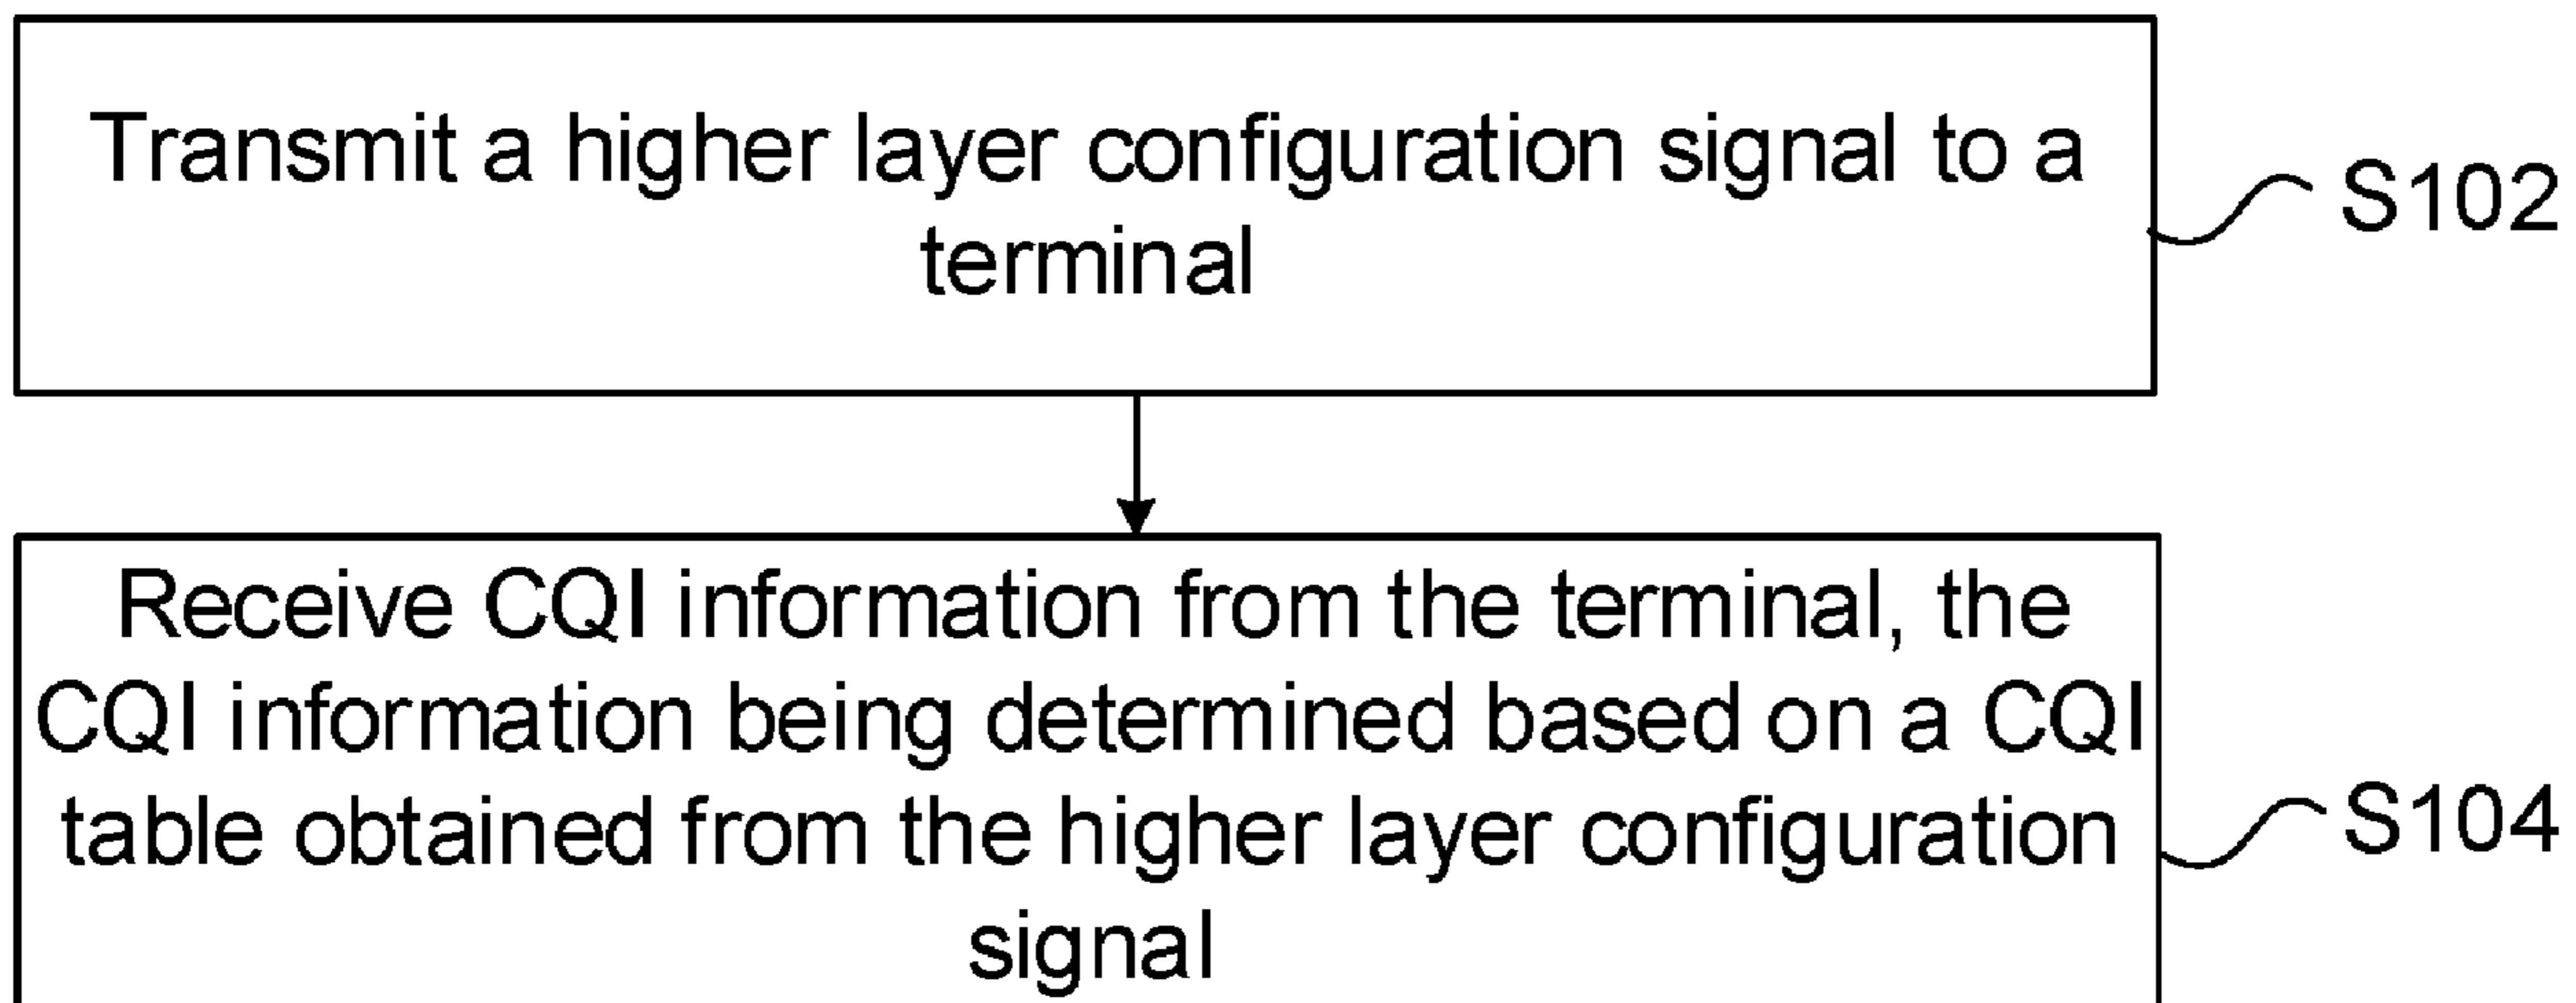 Transmit a higher layer configuration signal to a
terminal
S102
Receive CQI information from the terminal, the
CQI information being determined based on a CQI
table obtained from the higher layer configuration
signal
S104